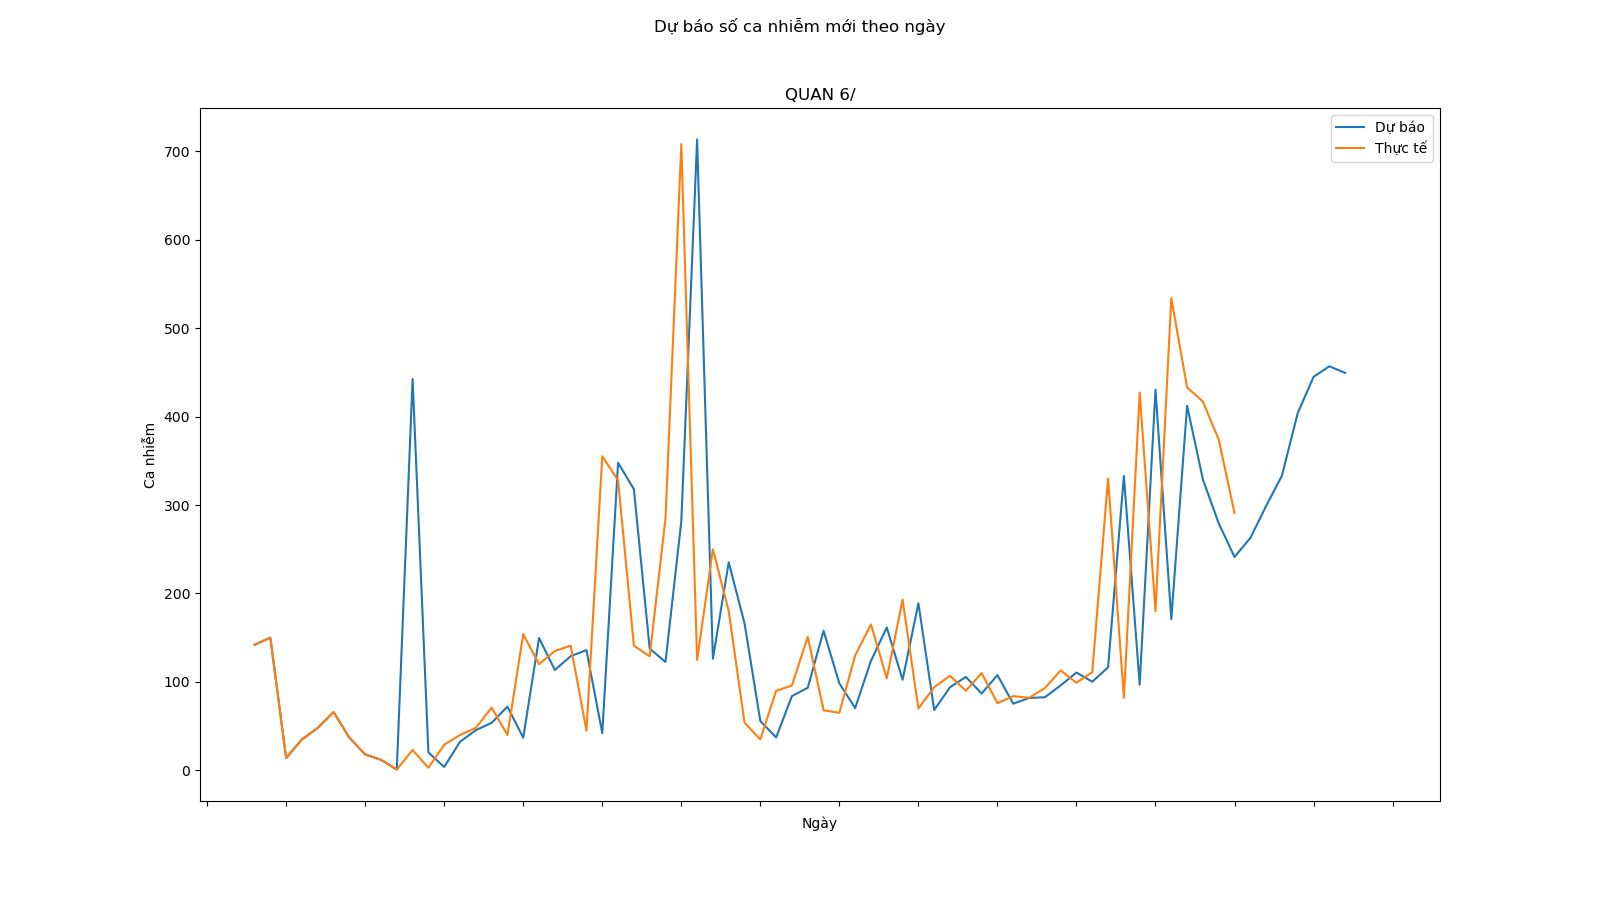 Dự báo số ca nhiễm mới theo ngày
QUAN 6/
Dự báo
Thực tế
700
600
500
400
300
200
100
0
Ca nhiễm
Ngày